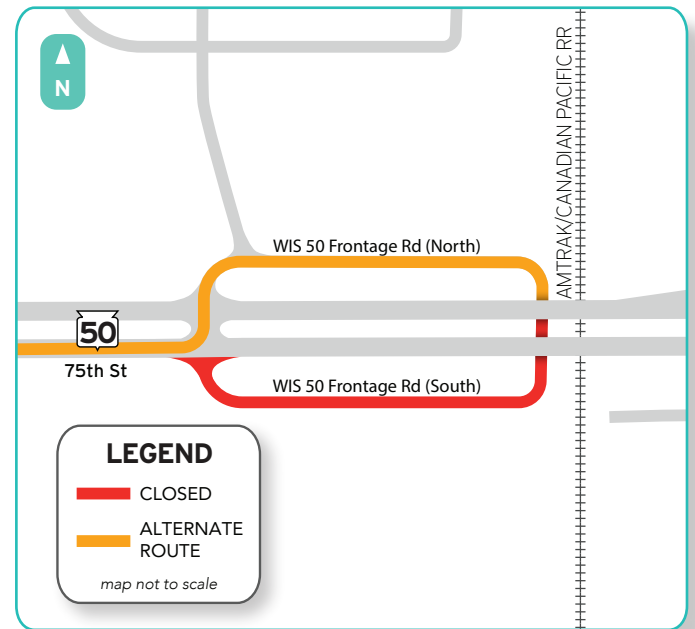 N
AMTRAK/CANADIAN PACIFIC RR
WIS 50 Frontage Rd (North)
50
75th St
WIS 50 Frontage Rd (South)
LEGEND
CLOSED
ALTERNATE
ROUTE
map not to scale